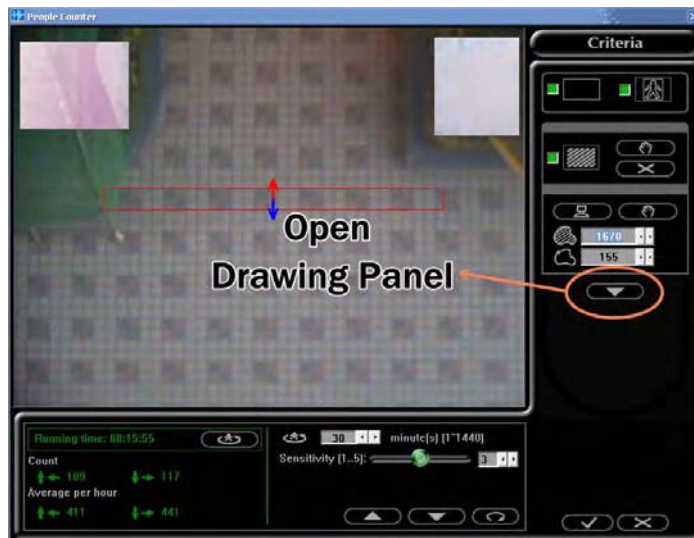 People Counter
Criteria
1670
155
Open
Drawing Panel
Running time: 00:15:55
30 minute(s) (1~1440)
Count
Sensitivity (1..5): 3
109 117
Average per hour
411 441